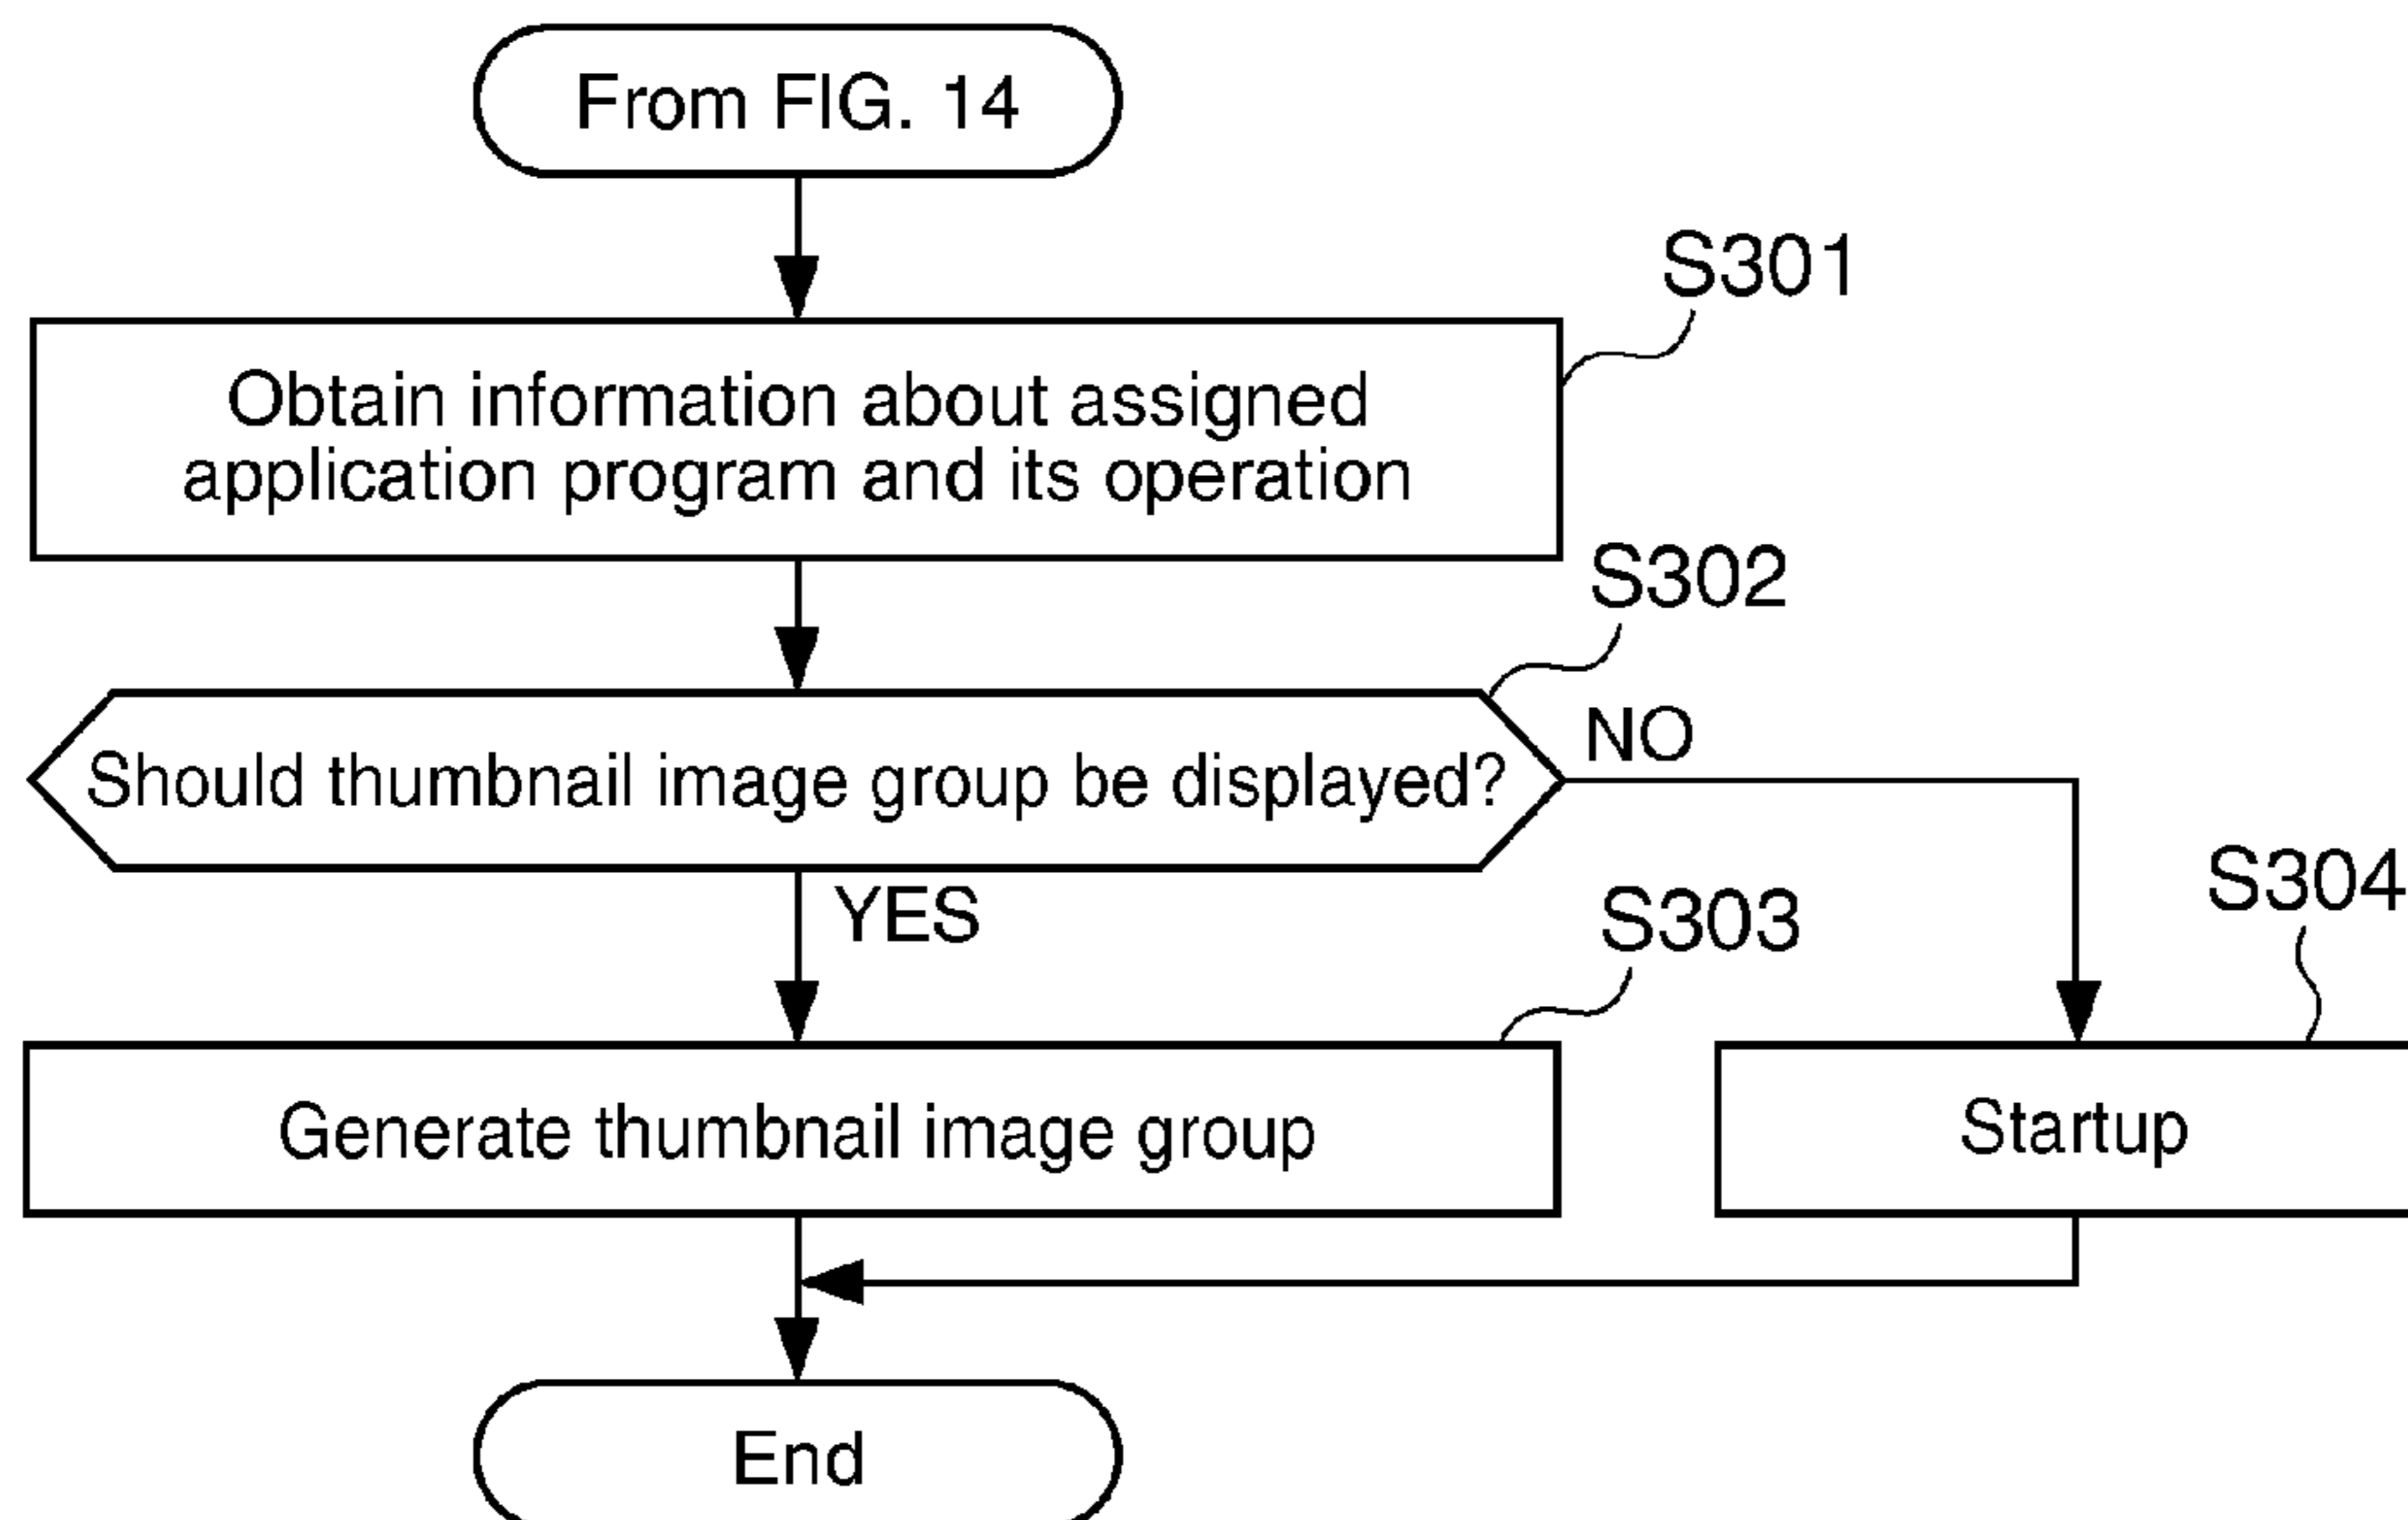 From FIG. 14
S301
Obtain information about assigned
application program and its operation
S302
Should thumbnail image group be displayed?
NO
YES
S303
S304
Generate thumbnail image group
Startup
End